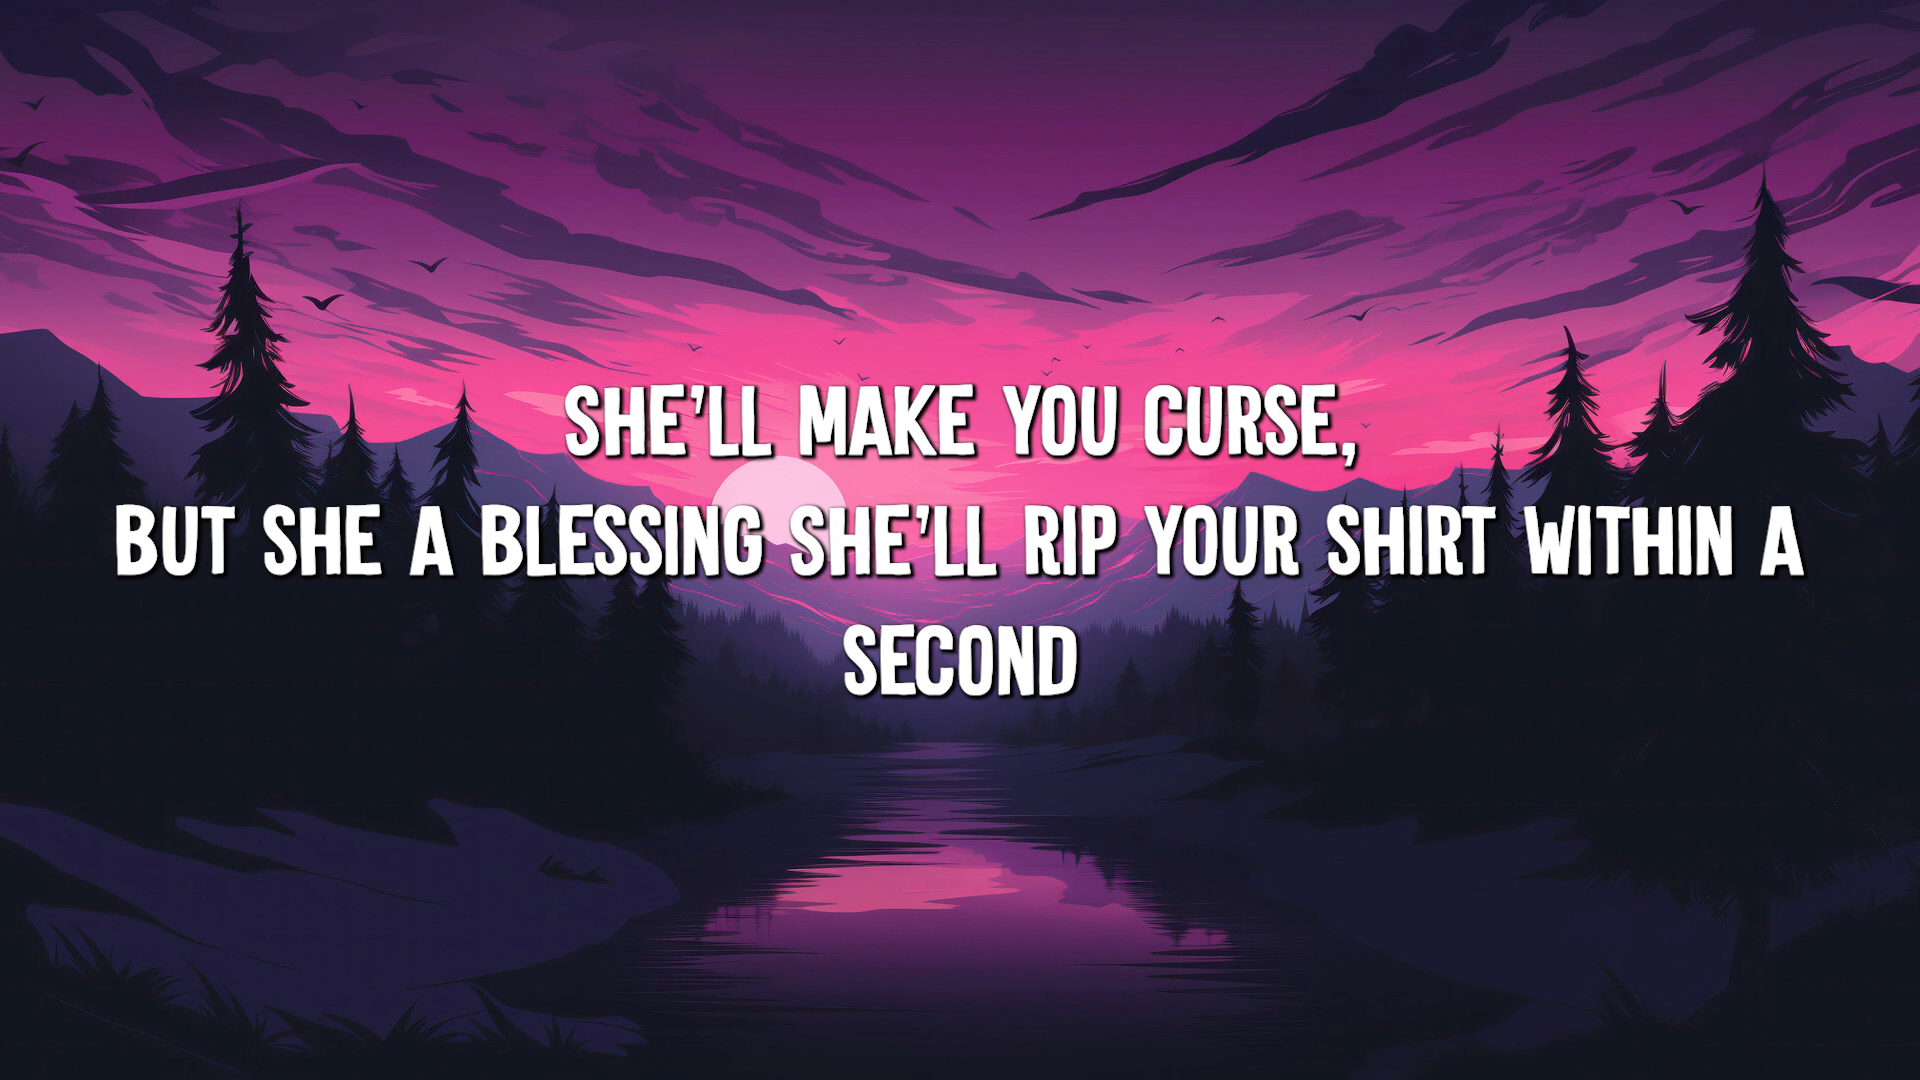 SHE'LL MAKE YOU CURSE,
BUT SHE A BLESSING SHE'LL RIP YOUR SHIRT WITHIN A
SECOND